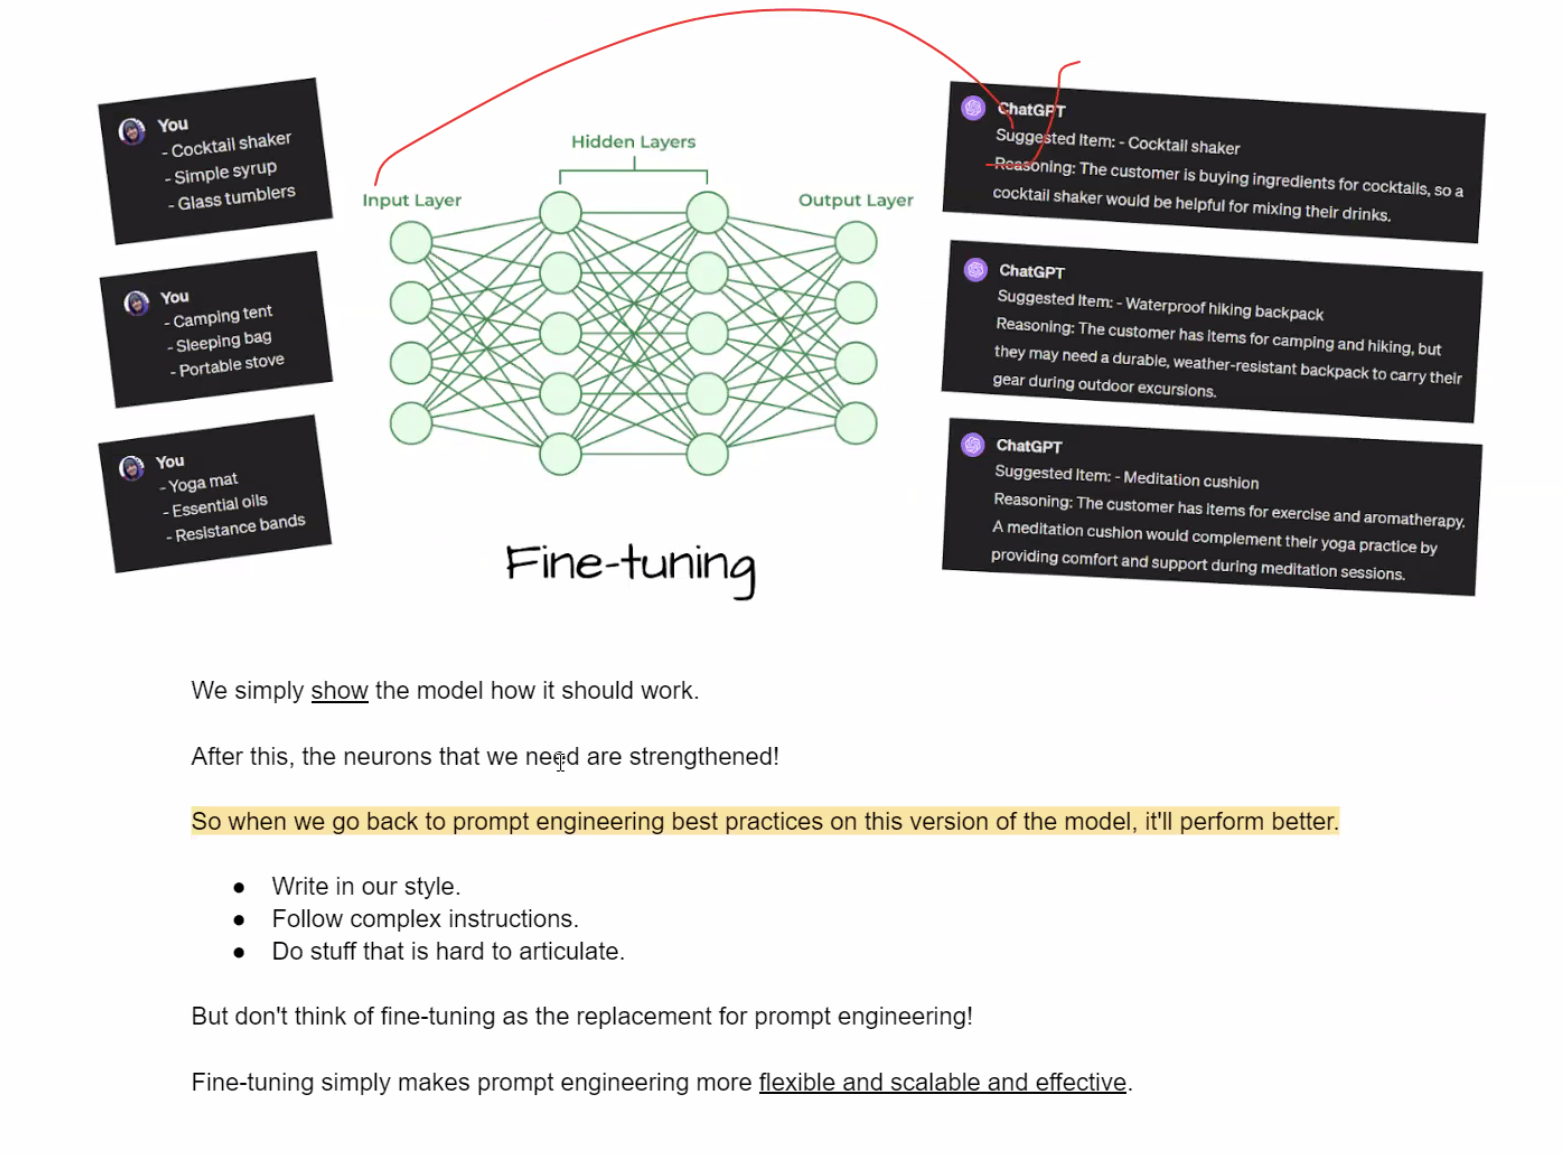 You
- Cocktail shaker
- Simple syrup
- Glass tumblers
You
- Camping tent
- Sleeping bag
- Portable stove
You
- Yoga mat
- Essential oils
- Resistance bands
Hidden Layers
Input Layer
Output Layer
Fine-tuning
ChatGPT
Suggested Item: - Cocktail shaker
Reasoning: The customer is buying ingredients for cocktails, so a
cocktail shaker would be helpful for mixing their drinks.
ChatGPT
Suggested Item: - Waterproof hiking backpack
Reasoning: The customer has items for camping and hiking, but
they may need a durable, weather-resistant backpack to carry their
gear during outdoor excursions.
ChatGPT
Suggested Item: - Meditation cushion
Reasoning: The customer has items for exercise and aromatherapy.
A meditation cushion would complement their yoga practice by
providing comfort and support during meditation sessions.
We simply show the model how it should work.
After this, the neurons that we need are strengthened!
So when we go back to prompt engineering best practices on this version of the model, it'll perform better.
● Write in our style.
● Follow complex instructions.
● Do stuff that is hard to articulate.
But don't think of fine-tuning as the replacement for prompt engineering!
Fine-tuning simply makes prompt engineering more flexible and scalable and effective.